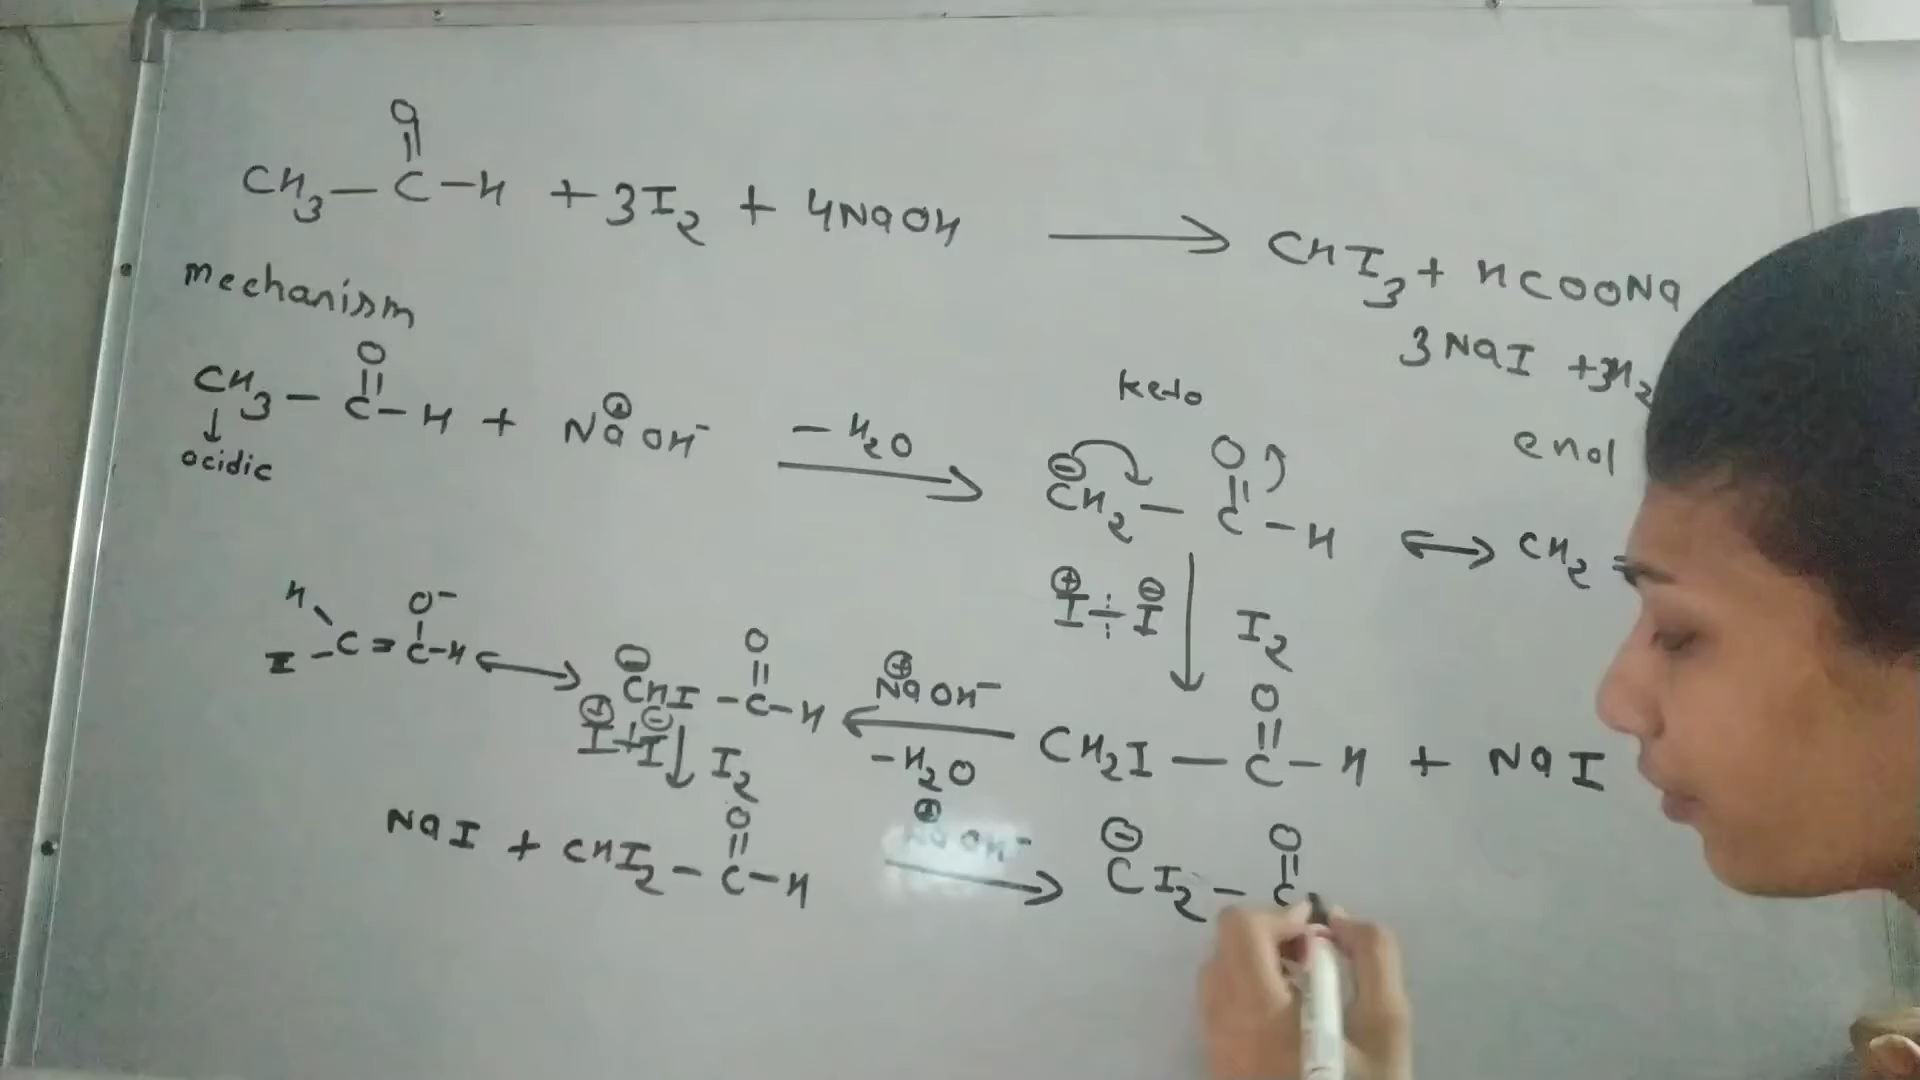 O
CH3 — C — H + 3I2 + 4NaOH → CHI3 + HCOONa
3NaI + 3H2
mechanism
O
CH3 — C — H + Na⊕ OH⁻ — H2O →
↓
acidic
keto
enol
⊖ O
CH2 — C — H ↔ CH2 =
⊕ ⊖
I ÷ I ↓ I2
H O⁻
I – C = C – H ↔
⊖ O
CHI – C – H
⊕
Na OH⁻
←
– H2O
O
CH2I — C — H + NaI
⊕ ⊖
I + I ↓ I2
O
NaI + CHI2 – C – H
⊕
Na OH⁻
→
⊖ O
CI2 – C